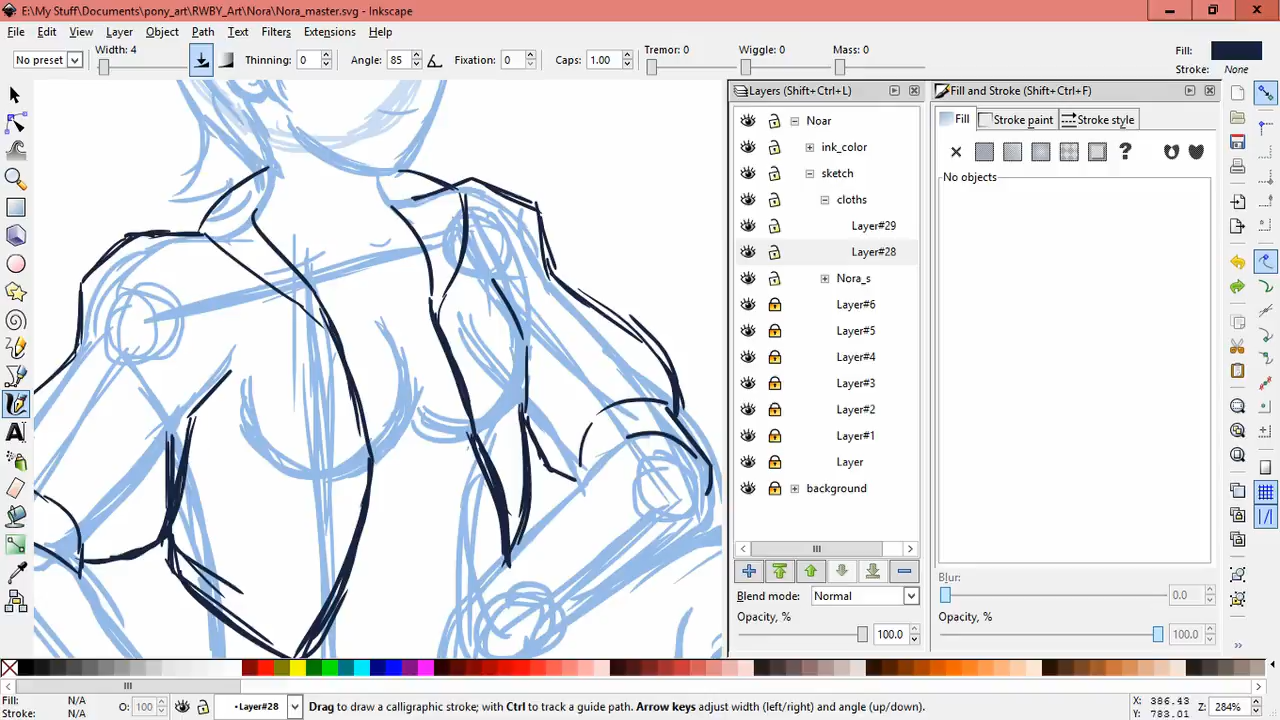 E:\My Stuff\Documents\pony_art\RWBY_Art\Nora\Nora_master.svg - Inkscape
File Edit View Layer Object Path Text Filters Extensions Help
No preset Width: 4 Thinning: 0 Angle: 85 Fixation: 0 Caps: 1.00 Tremor: 0 Wiggle: 0 Mass: 0 Fill:
Stroke: None
Layers (Shift+Ctrl+L) Fill and Stroke (Shift+Ctrl+F)
Noar
Fill Stroke paint Stroke style
ink_color
?
sketch
No objects
cloths
Layer#29
Layer#28
Nora_s
Layer#6
Layer#5
Layer#4
Layer#3
Layer#2
Layer#1
Layer
background
Blend mode: Normal
Opacity, %
100.0
Blur:
0.0
Opacity, %
100.0
Fill: N/A
Stroke: N/A
O: 100
•Layer#28
Drag to draw a calligraphic stroke; with Ctrl to track a guide path. Arrow keys adjust width (left/right) and angle (up/down).
X: 386.43
Y: 783.01
Z: 284%